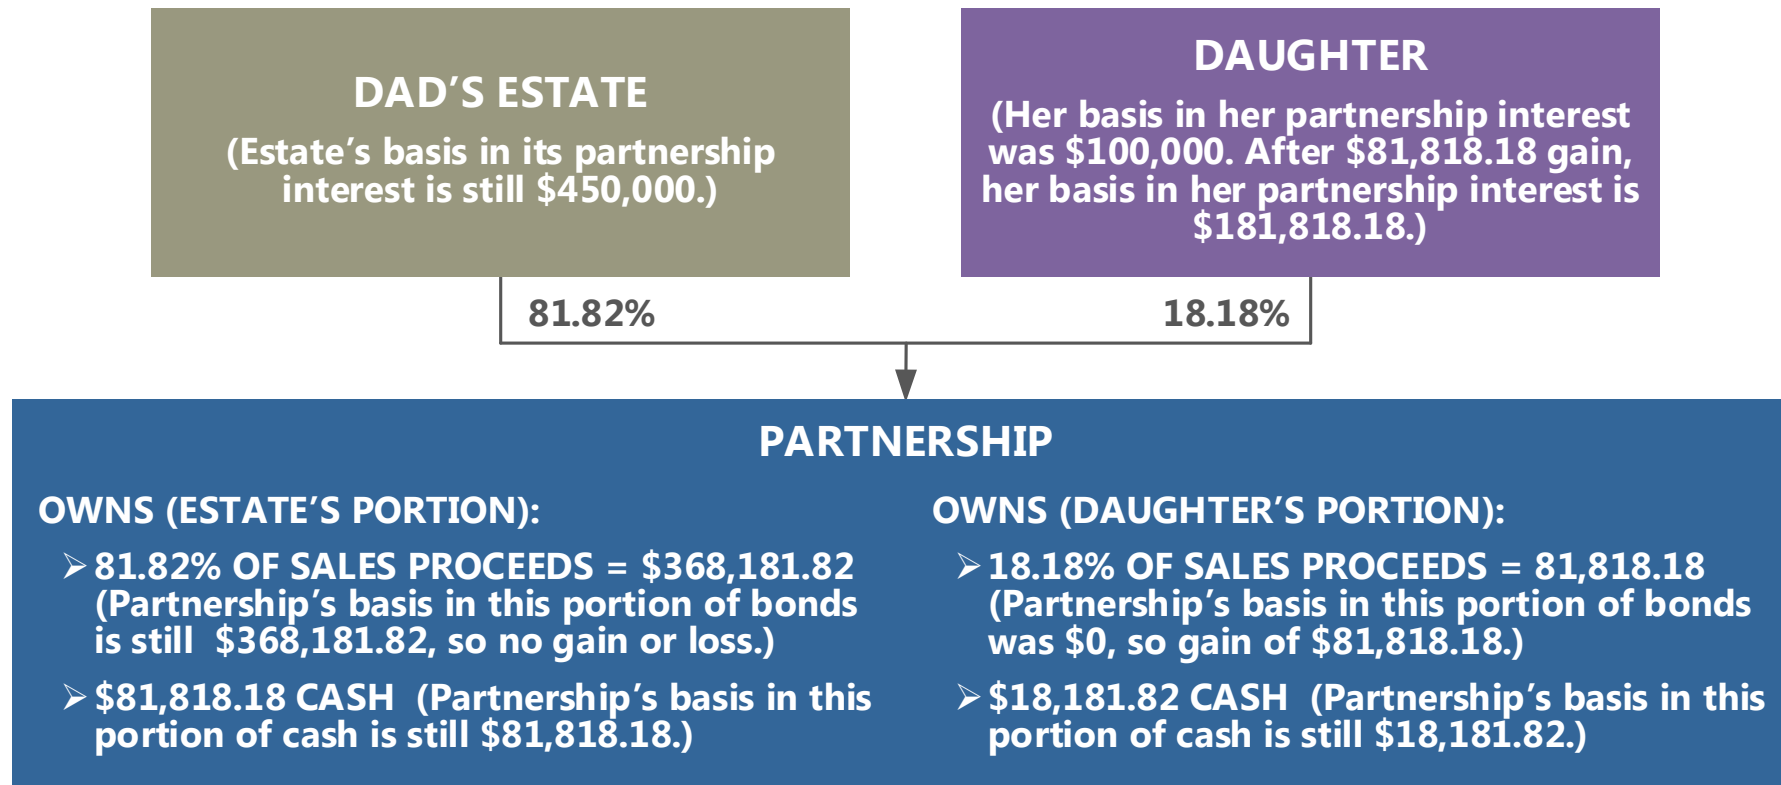 DAD’S ESTATE
(Estate’s basis in its partnership
interest is still $450,000.)
DAUGHTER
(Her basis in her partnership interest
was $100,000. After $81,818.18 gain,
her basis in her partnership interest is
$181,818.18.)
81.82%
18.18%
PARTNERSHIP
OWNS (ESTATE’S PORTION):
➢ 81.82% OF SALES PROCEEDS = $368,181.82
(Partnership’s basis in this portion of bonds
is still  $368,181.82, so no gain or loss.)
➢ $81,818.18 CASH  (Partnership’s basis in this
portion of cash is still $81,818.18.)
OWNS (DAUGHTER’S PORTION):
➢ 18.18% OF SALES PROCEEDS = 81,818.18
(Partnership’s basis in this portion of bonds
was $0, so gain of $81,818.18.)
➢ $18,181.82 CASH  (Partnership’s basis in this
portion of cash is still $18,181.82.)